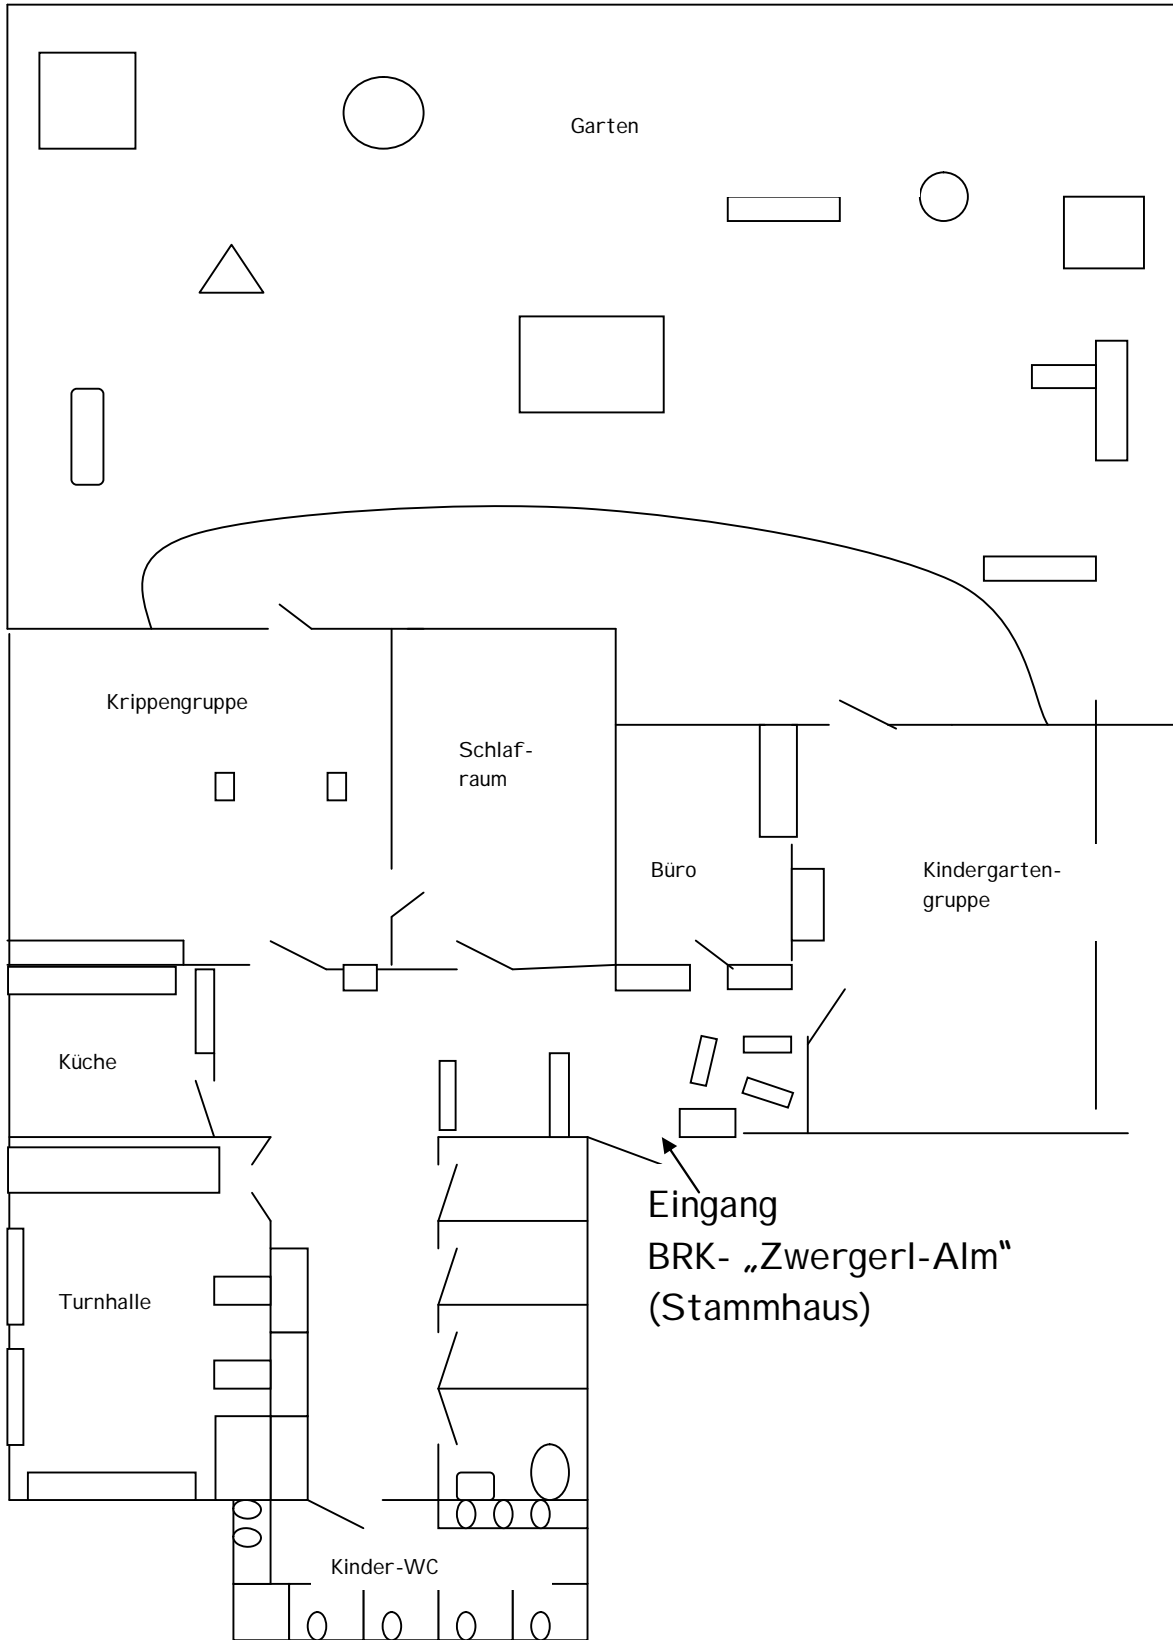 Garten
Krippengruppe
Schlaf-
raum
Büro
Kindergarten-
gruppe
Küche
Eingang
BRK- „Zwergerl-Alm“
(Stammhaus)
Turnhalle
Kinder-WC